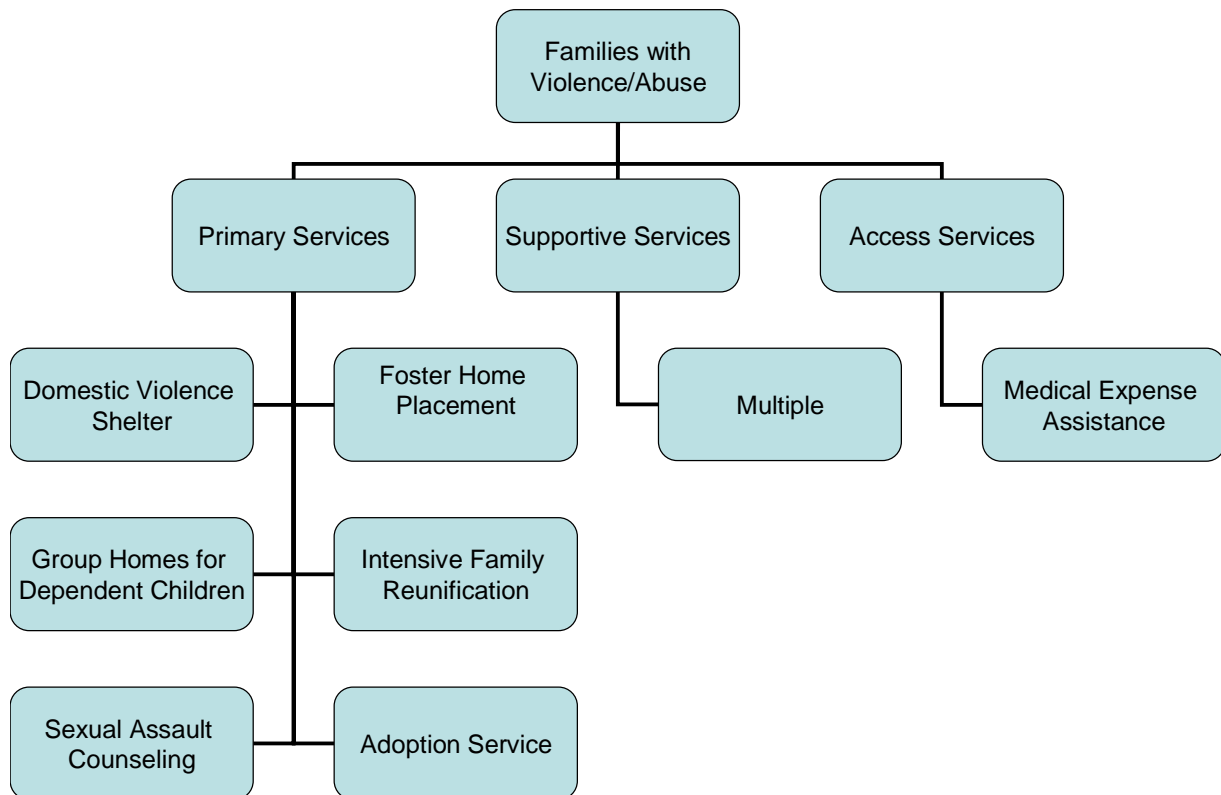 Families with
Violence/Abuse
Primary Services
Supportive Services
Access Services
Domestic Violence
Shelter
Foster Home
Placement
Multiple
Medical Expense
Assistance
Group Homes for
Dependent Children
Intensive Family
Reunification
Sexual Assault
Counseling
Adoption Service